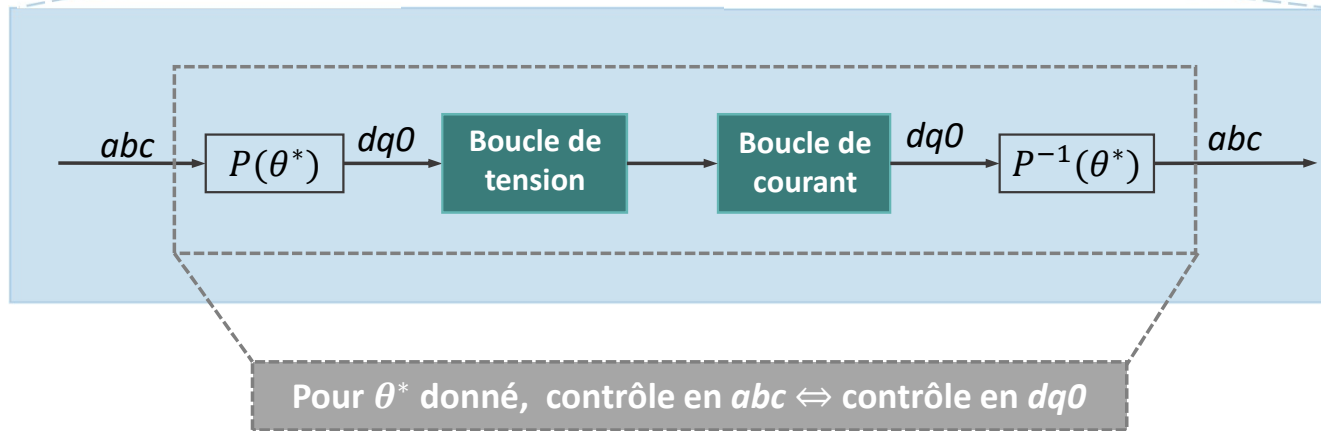 abc
P(θ*)
dq0
Boucle de
tension
Boucle de
courant
dq0
P⁻¹(θ*)
abc
Pour θ* donné, contrôle en abc ⇔ contrôle en dq0